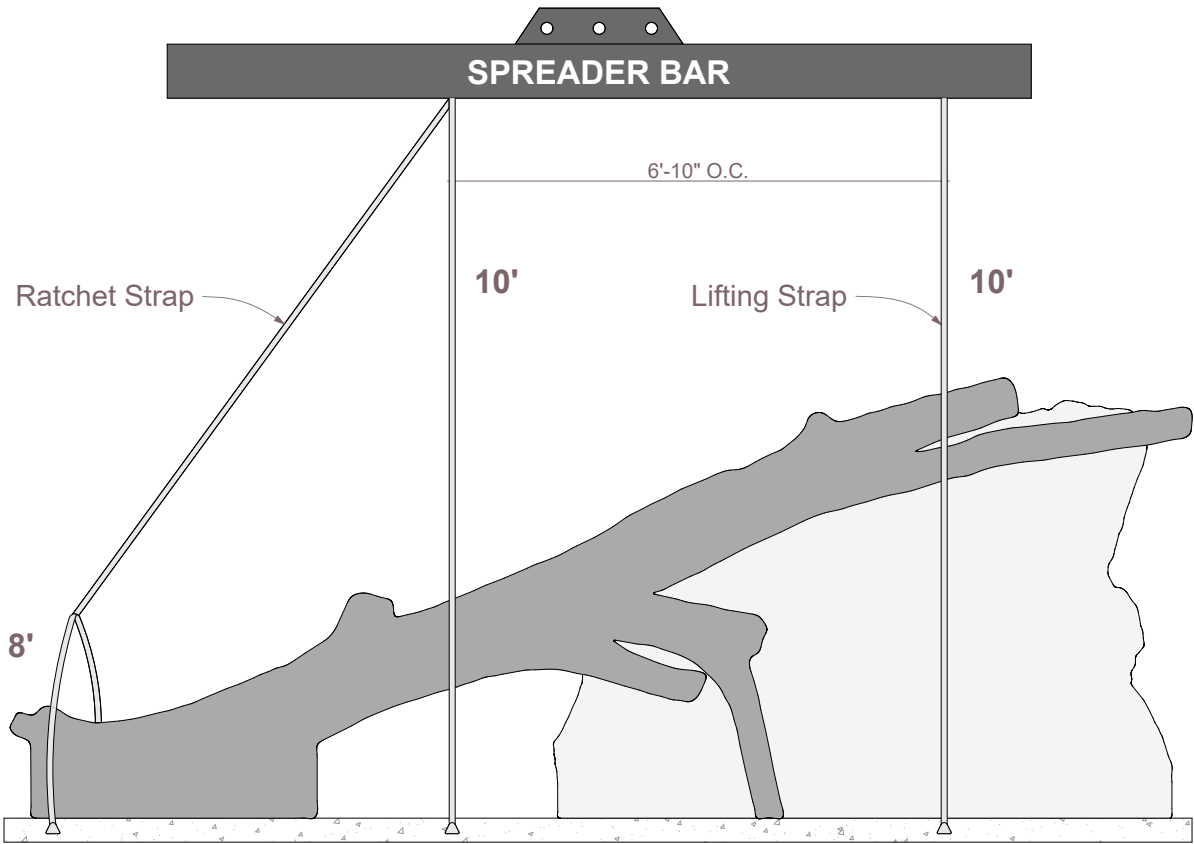 SPREADER BAR
6'-10" O.C.
10'
10'
Ratchet Strap
Lifting Strap
8'